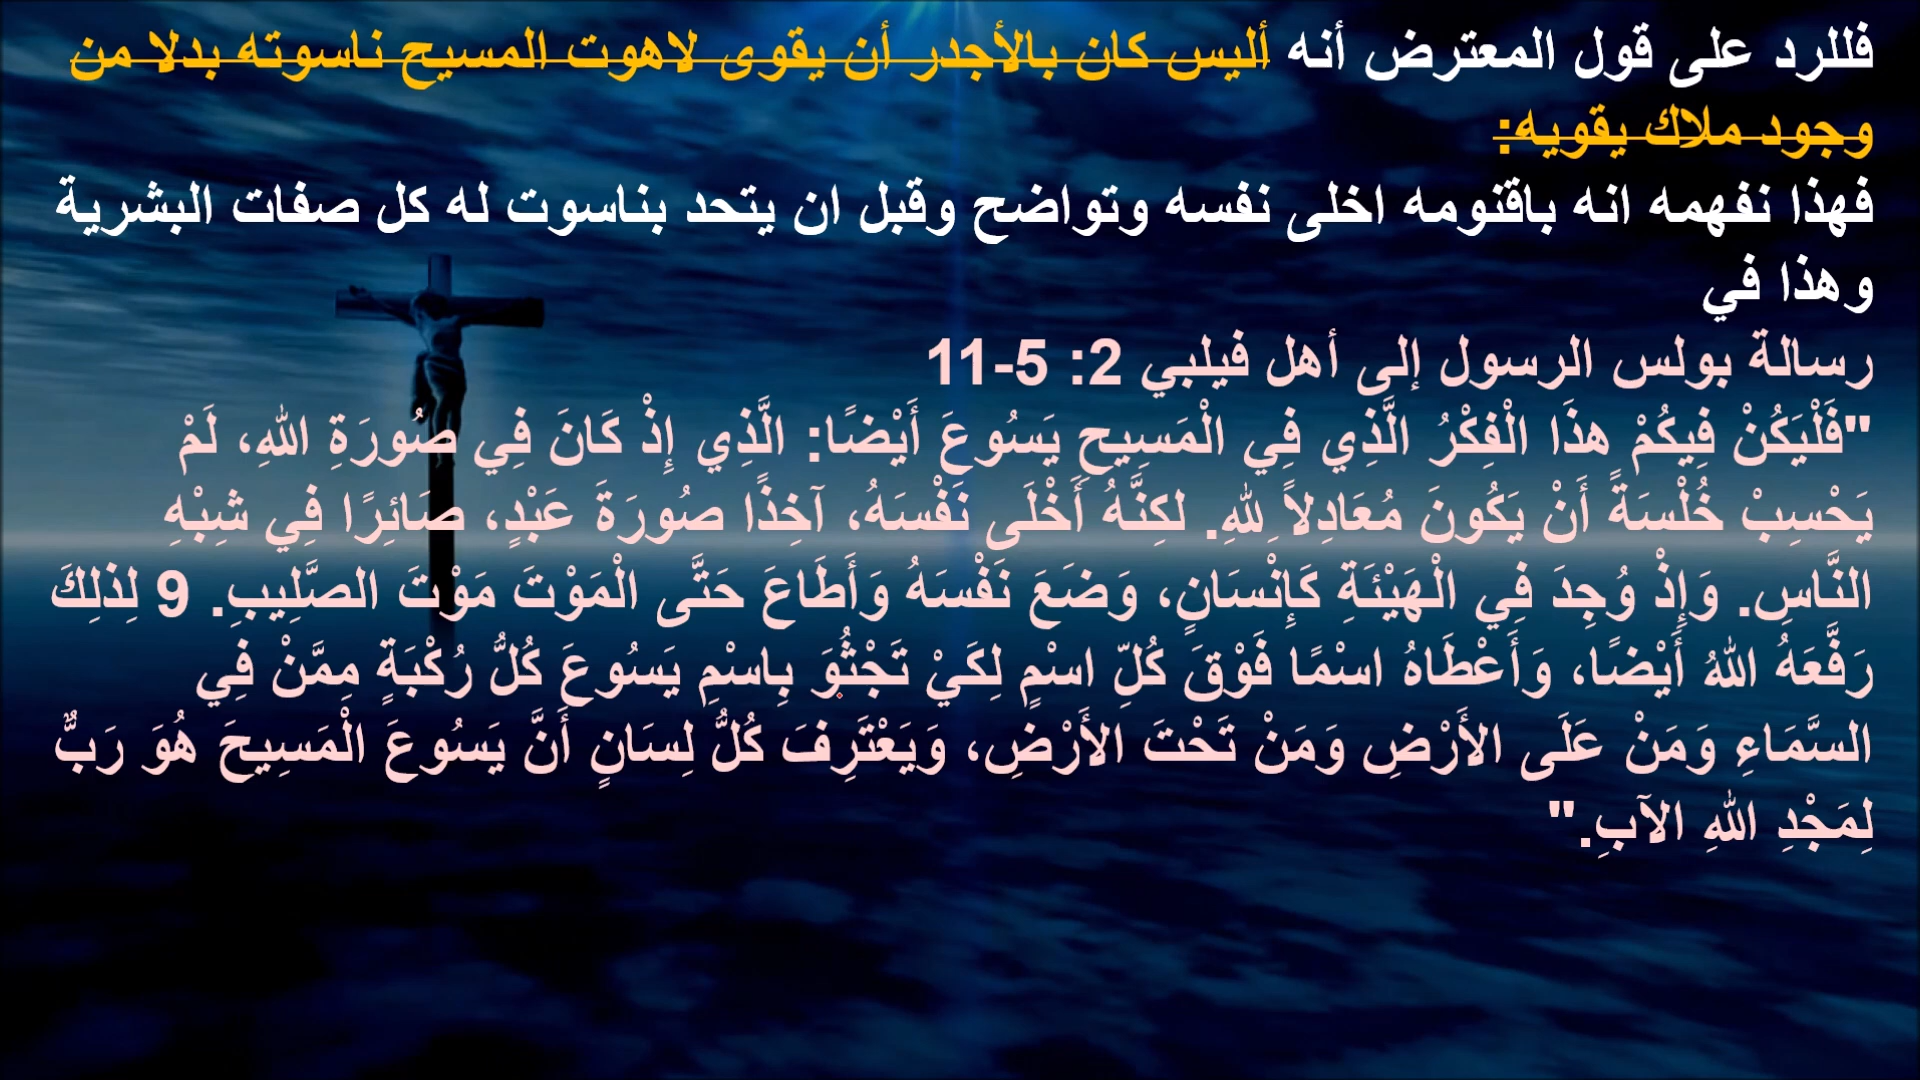 فللرد على قول المعترض أنه أليس كان بالأجدر أن يقوى لاهوت المسيح ناسوته بدلا من
وجود ملاك يقويه:
فهذا نفهمه انه باقنومه اخلى نفسه وتواضح وقبل ان يتحد بناسوت له كل صفات البشرية
وهذا في
رسالة بولس الرسول إلى أهل فيلبي 2: 5-11
"فَلْيَكُنْ فِيكُمْ هذَا الْفِكْرُ الَّذِي فِي الْمَسِيحِ يَسُوعَ أَيْضًا: الَّذِي إِذْ كَانَ فِي صُورَةِ اللهِ، لَمْ
يَحْسِبْ خُلْسَةً أَنْ يَكُونَ مُعَادِلاً لِلهِ. لكِنَّهُ أَخْلَى نَفْسَهُ، آخِذًا صُورَةَ عَبْدٍ، صَائِرًا فِي شِبْهِ
النَّاسِ. وَإِذْ وُجِدَ فِي الْهَيْئَةِ كَإِنْسَانٍ، وَضَعَ نَفْسَهُ وَأَطَاعَ حَتَّى الْمَوْتَ مَوْتَ الصَّلِيبِ. 9 لِذلِكَ
رَفَّعَهُ اللهُ أَيْضًا، وَأَعْطَاهُ اسْمًا فَوْقَ كُلِّ اسْمٍ لِكَيْ تَجْثُوَ بِاسْمِ يَسُوعَ كُلُّ رُكْبَةٍ مِمَّنْ فِي
السَّمَاءِ وَمَنْ عَلَى الأَرْضِ وَمَنْ تَحْتَ الأَرْضِ، وَيَعْتَرِفَ كُلُّ لِسَانٍ أَنَّ يَسُوعَ الْمَسِيحَ هُوَ رَبٌّ
لِمَجْدِ اللهِ الآبِ."